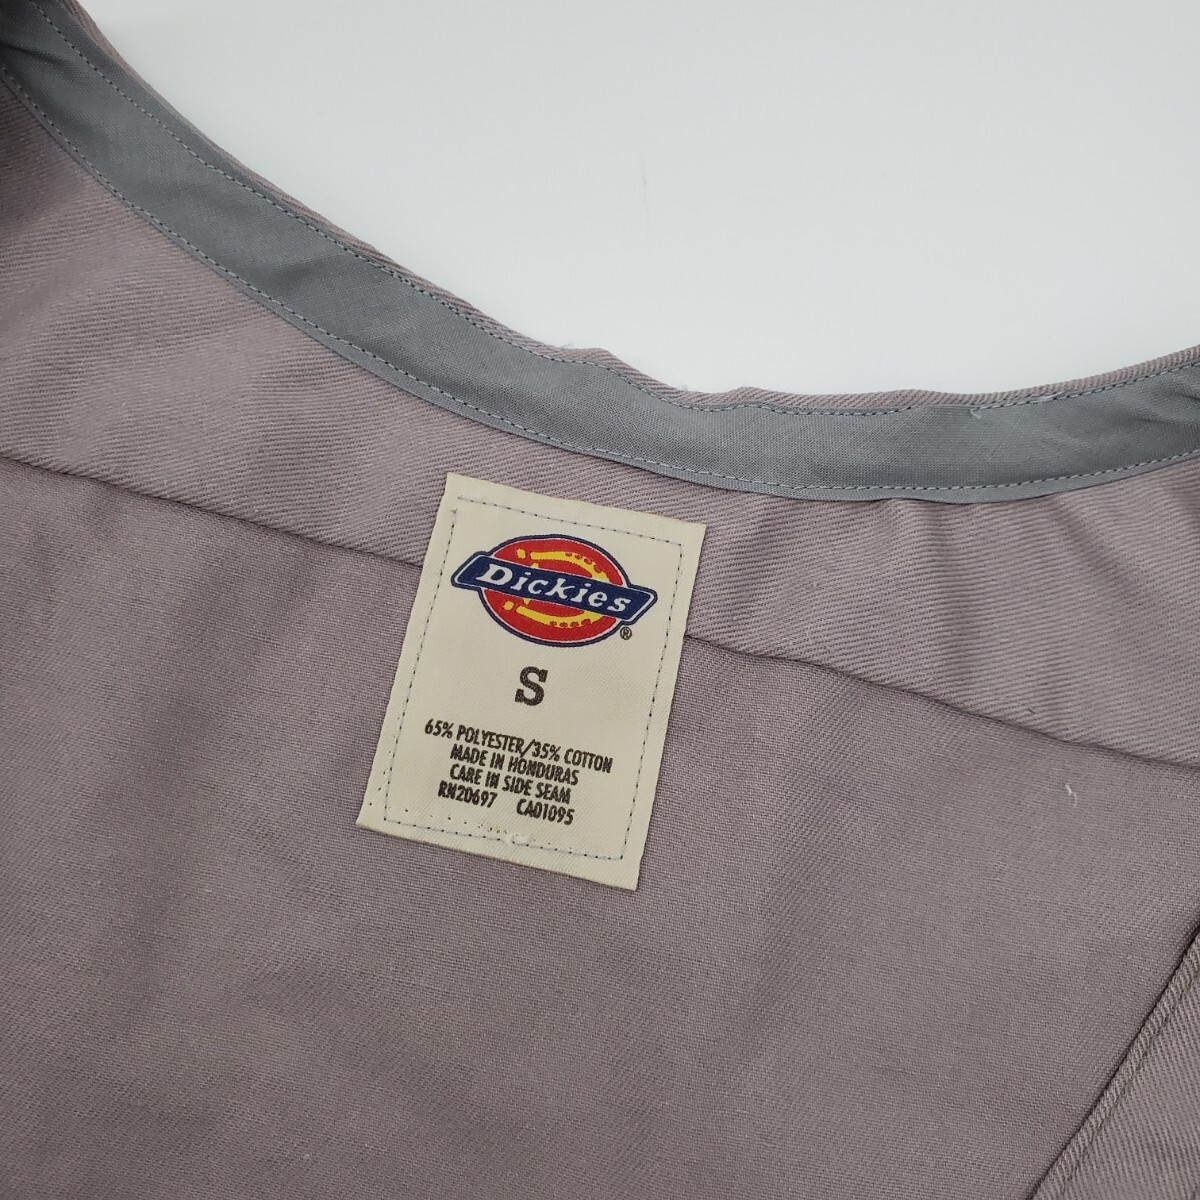 Dickies®
S
65% POLYESTER/35% COTTON
MADE IN HONDURAS
CARE IN SIDE SEAM
RN20697 CA01095